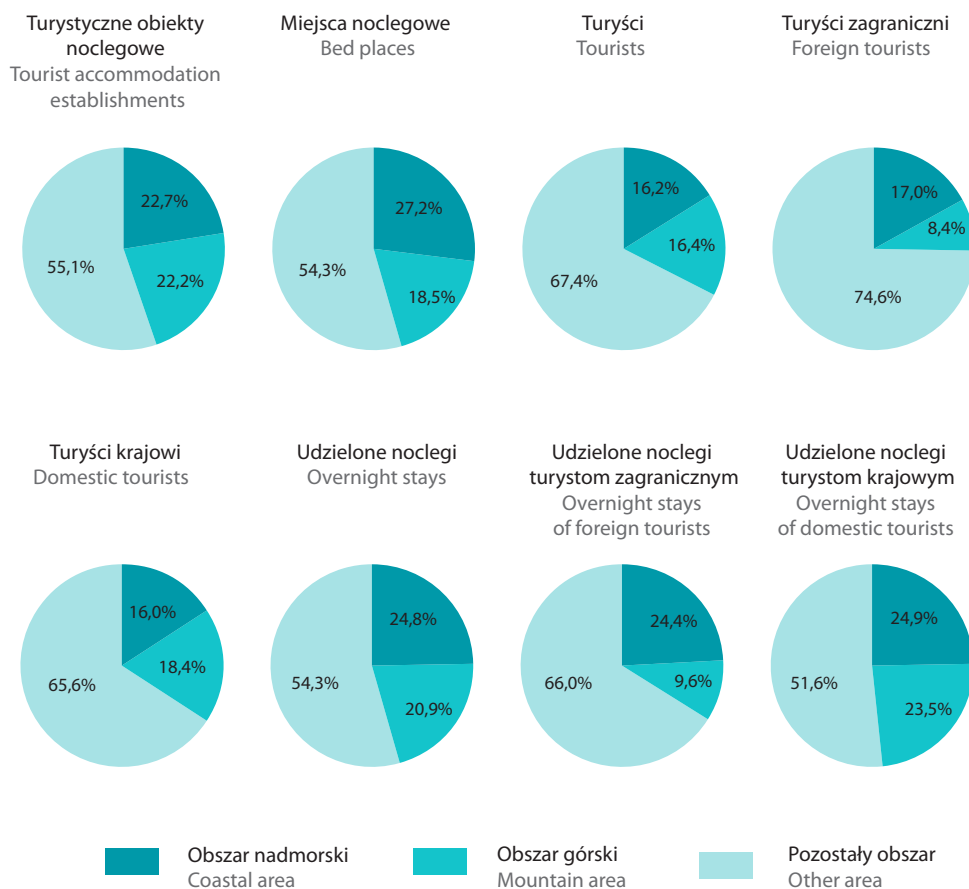 Turystyczne obiekty
noclegowe
Tourist accommodation
establishments
Miejsca noclegowe
Bed places
Turyści
Tourists
Turyści zagraniczni
Foreign tourists
22,7%
22,2%
55,1%
27,2%
18,5%
54,3%
16,2%
16,4%
67,4%
17,0%
8,4%
74,6%
Turyści krajowi
Domestic tourists
Udzielone noclegi
Overnight stays
Udzielone noclegi
turystom zagranicznym
Overnight stays
of foreign tourists
Udzielone noclegi
turystom krajowym
Overnight stays
of domestic tourists
16,0%
18,4%
65,6%
24,8%
20,9%
54,3%
24,4%
9,6%
66,0%
24,9%
23,5%
51,6%
Obszar nadmorski
Coastal area
Obszar górski
Mountain area
Pozostały obszar
Other area